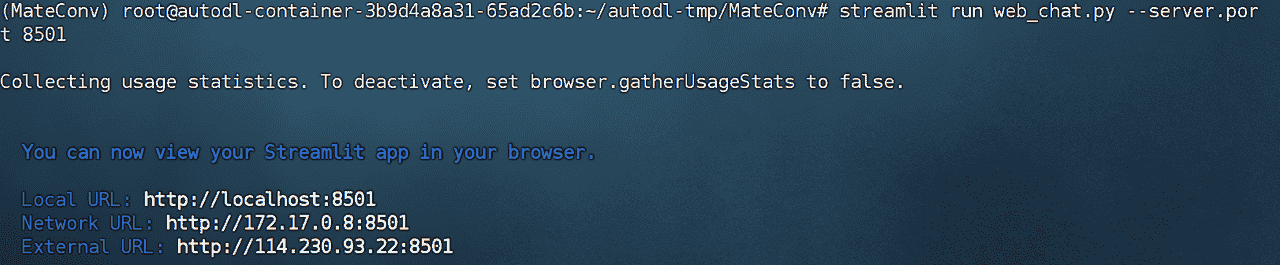 (MateConv) root@autodl-container-3b9d4a8a31-65ad2c6b:~/autodl-tmp/MateConv# streamlit run web_chat.py --server.por
t 8501
Collecting usage statistics. To deactivate, set browser.gatherUsageStats to false.
You can now view your Streamlit app in your browser.
Local URL: http://localhost:8501
Network URL: http://172.17.0.8:8501
External URL: http://114.230.93.22:8501